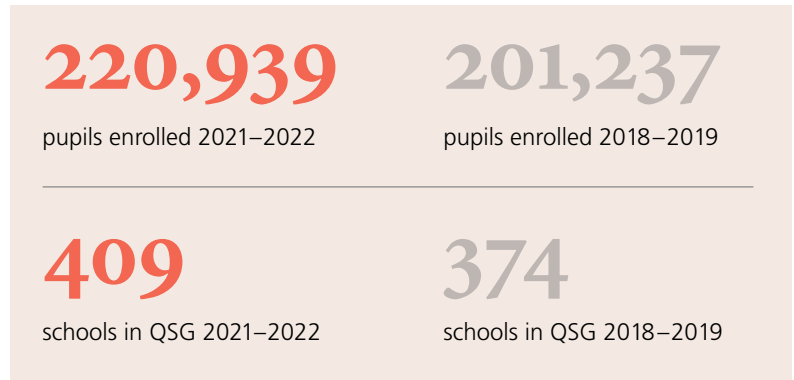 220,939
pupils enrolled 2021–2022
201,237
pupils enrolled 2018–2019
409
schools in QSG 2021–2022
374
schools in QSG 2018–2019